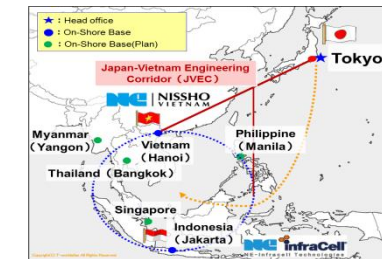 ★ : Head office
● : On-Shore Base
● : On-Shore Base(Plan)
Tokyo
Japan-Vietnam Engineering
Corridor (JVEC)
NISSHO
VIETNAM
Myanmar
(Yangon)
Vietnam
(Hanoi)
Philippine
(Manila)
Thailand (Bangkok)
Singapore
Indonesia
(Jakarta)
infraCell
NE-infraCell Technologies